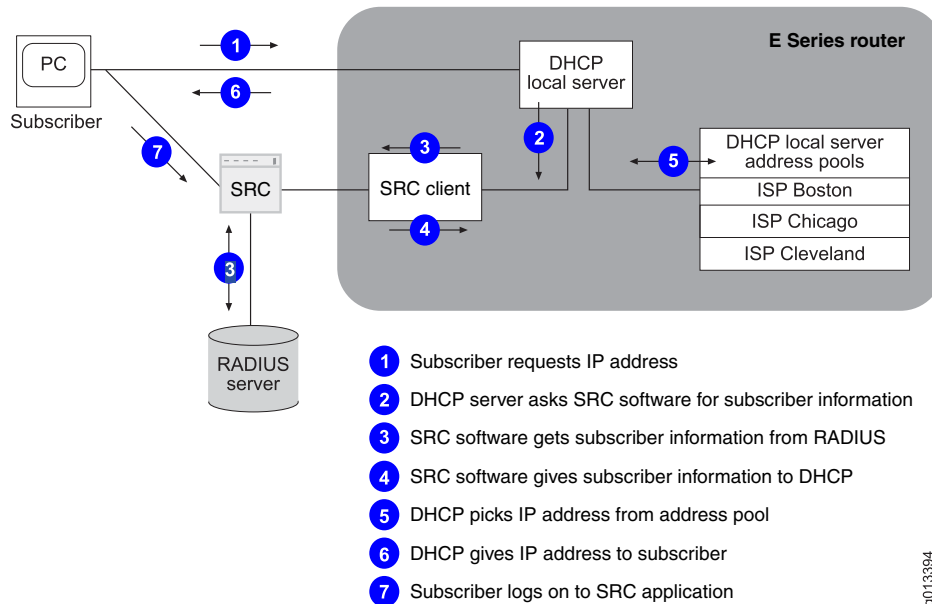 E Series router
1
PC
DHCP
local server
6
Subscriber
2
7
3
DHCP local server
address pools
5
SRC
SRC client
ISP Boston
ISP Chicago
4
ISP Cleveland
3
RADIUS
server
1 Subscriber requests IP address
2 DHCP server asks SRC software for subscriber information
3 SRC software gets subscriber information from RADIUS
4 SRC software gives subscriber information to DHCP
5 DHCP picks IP address from address pool
6 DHCP gives IP address to subscriber
7 Subscriber logs on to SRC application
g013394